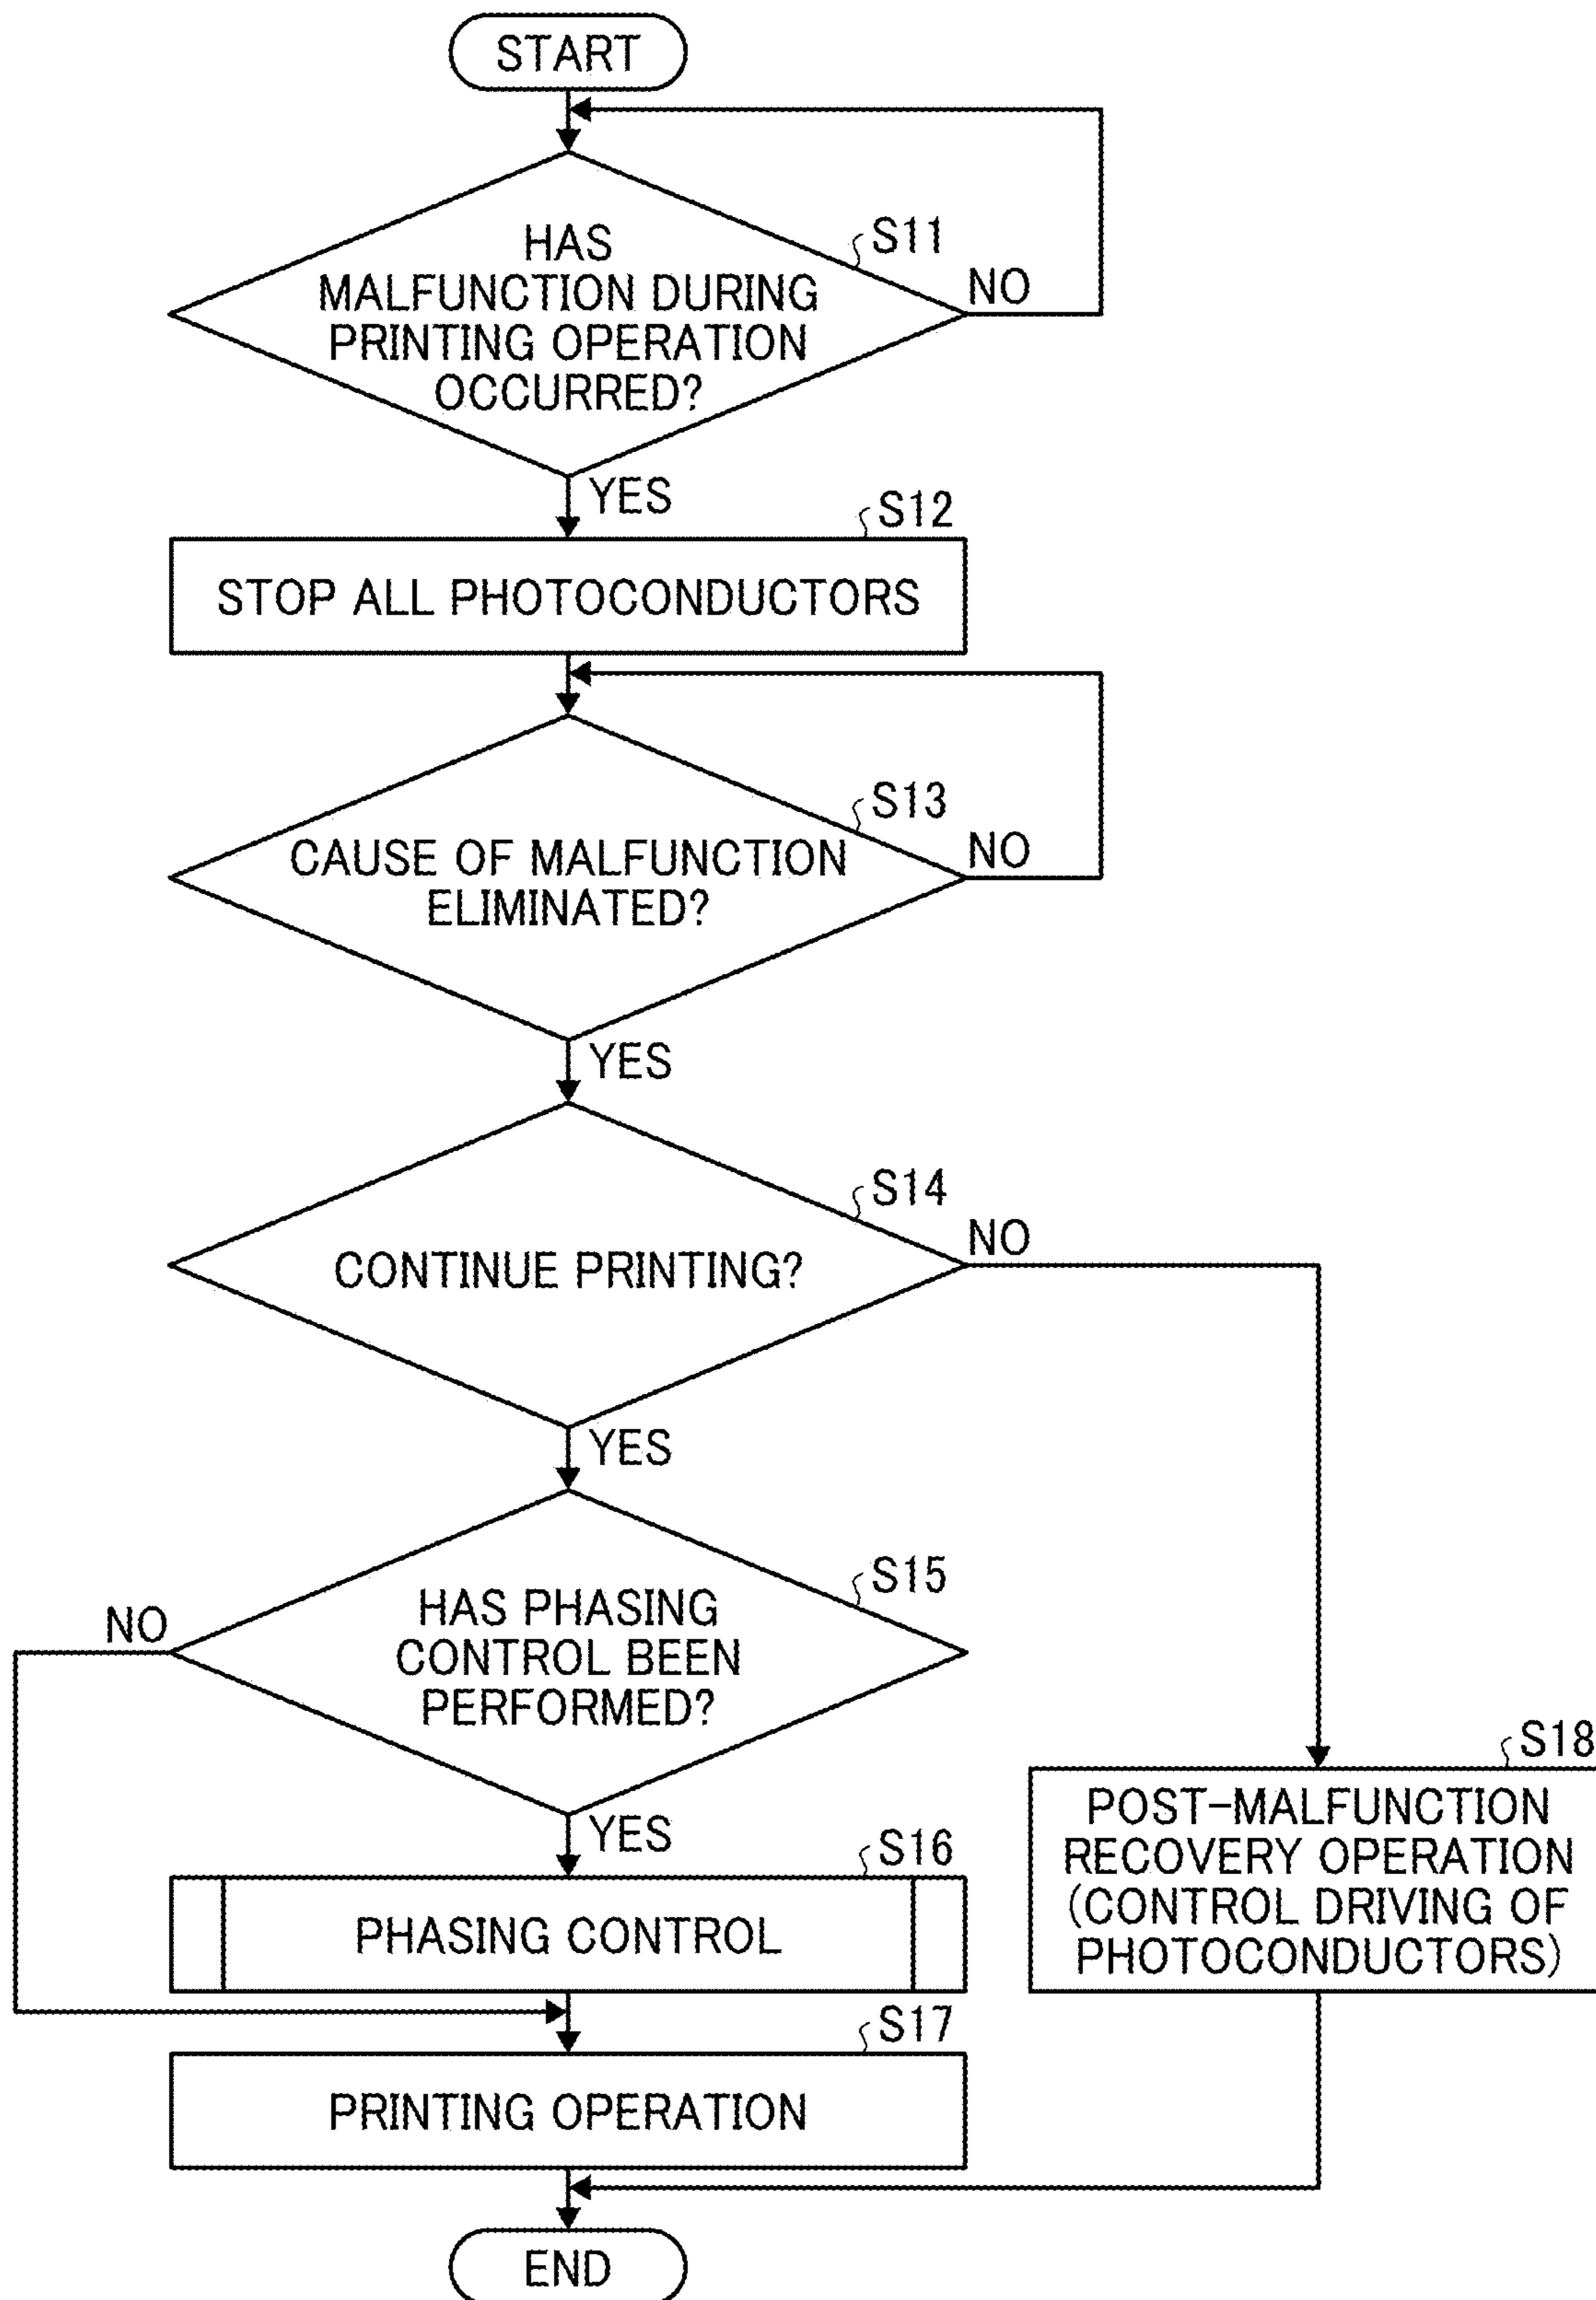 START
HAS
MALFUNCTION DURING
PRINTING OPERATION
OCCURRED?
S11
NO
YES
S12
STOP ALL PHOTOCONDUCTORS
S13
CAUSE OF MALFUNCTION
ELIMINATED?
NO
YES
S14
CONTINUE PRINTING?
NO
YES
S15
HAS PHASING
CONTROL BEEN
PERFORMED?
NO
YES
S16
PHASING CONTROL
S18
POST-MALFUNCTION
RECOVERY OPERATION
(CONTROL DRIVING OF
PHOTOCONDUCTORS)
S17
PRINTING OPERATION
END